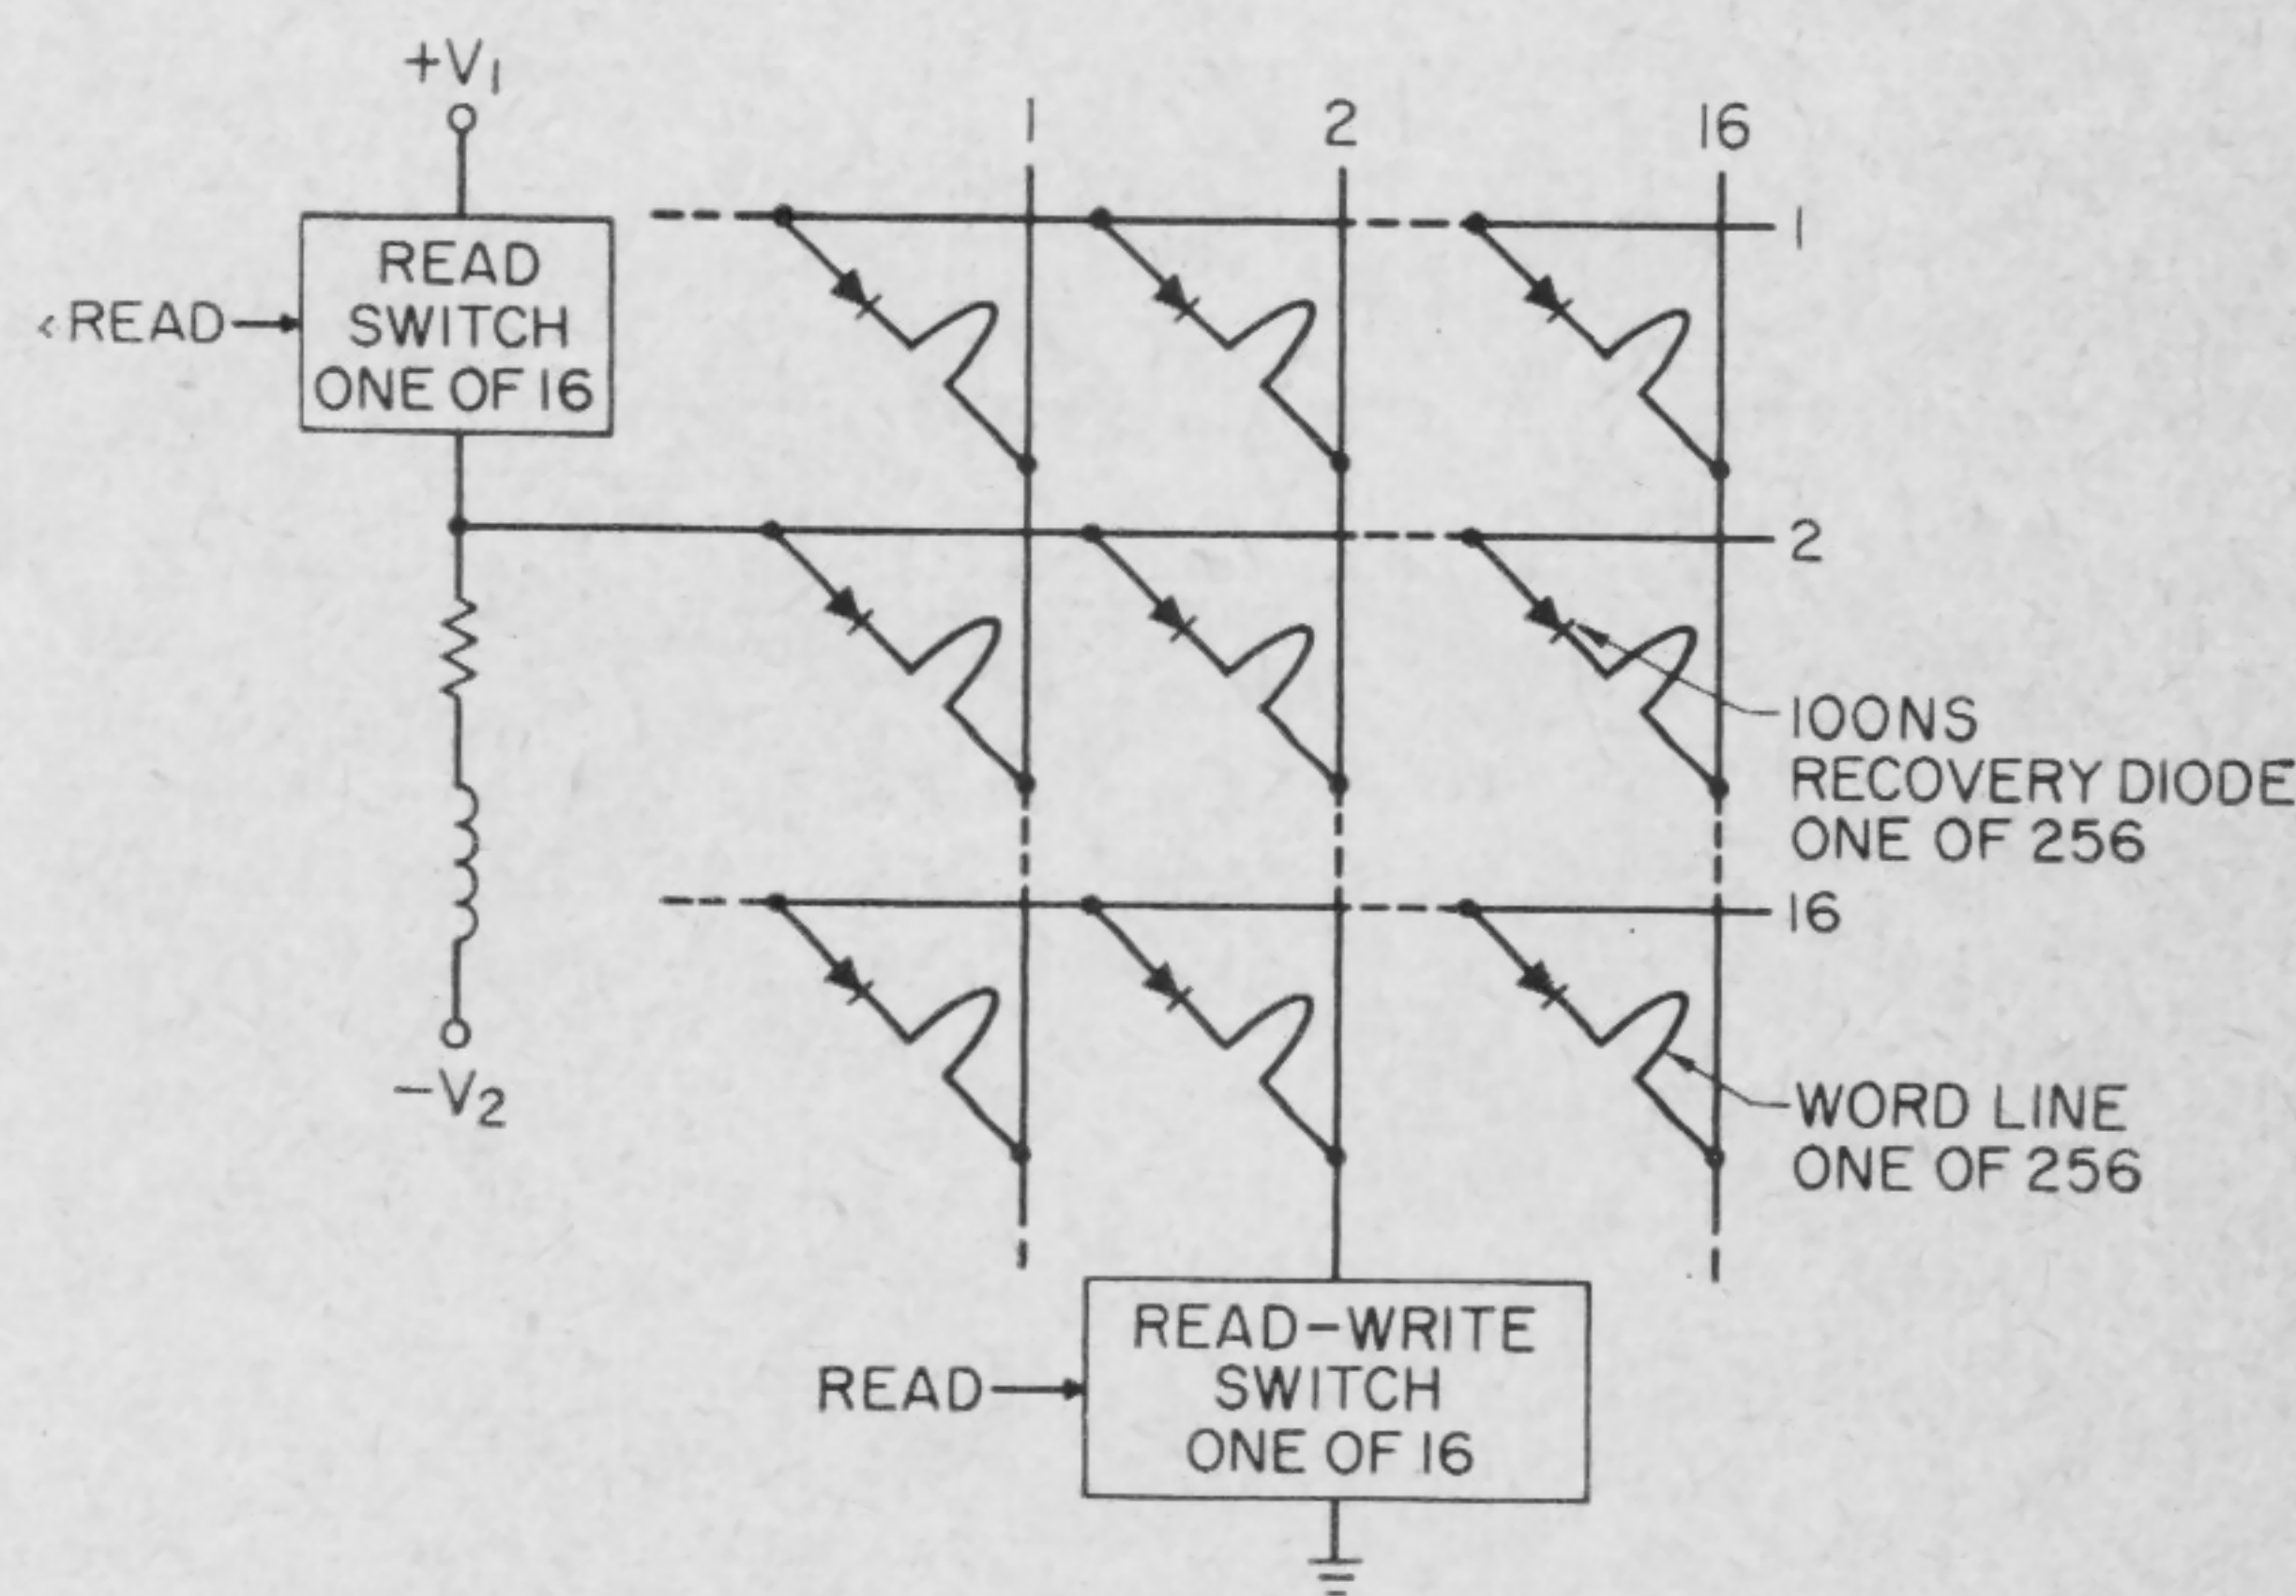 +V1
1
2
16
READ
SWITCH
ONE OF 16
READ
1
2
100NS
RECOVERY DIODE
ONE OF 256
16
-V2
WORD LINE
ONE OF 256
READ-WRITE
SWITCH
ONE OF 16
READ